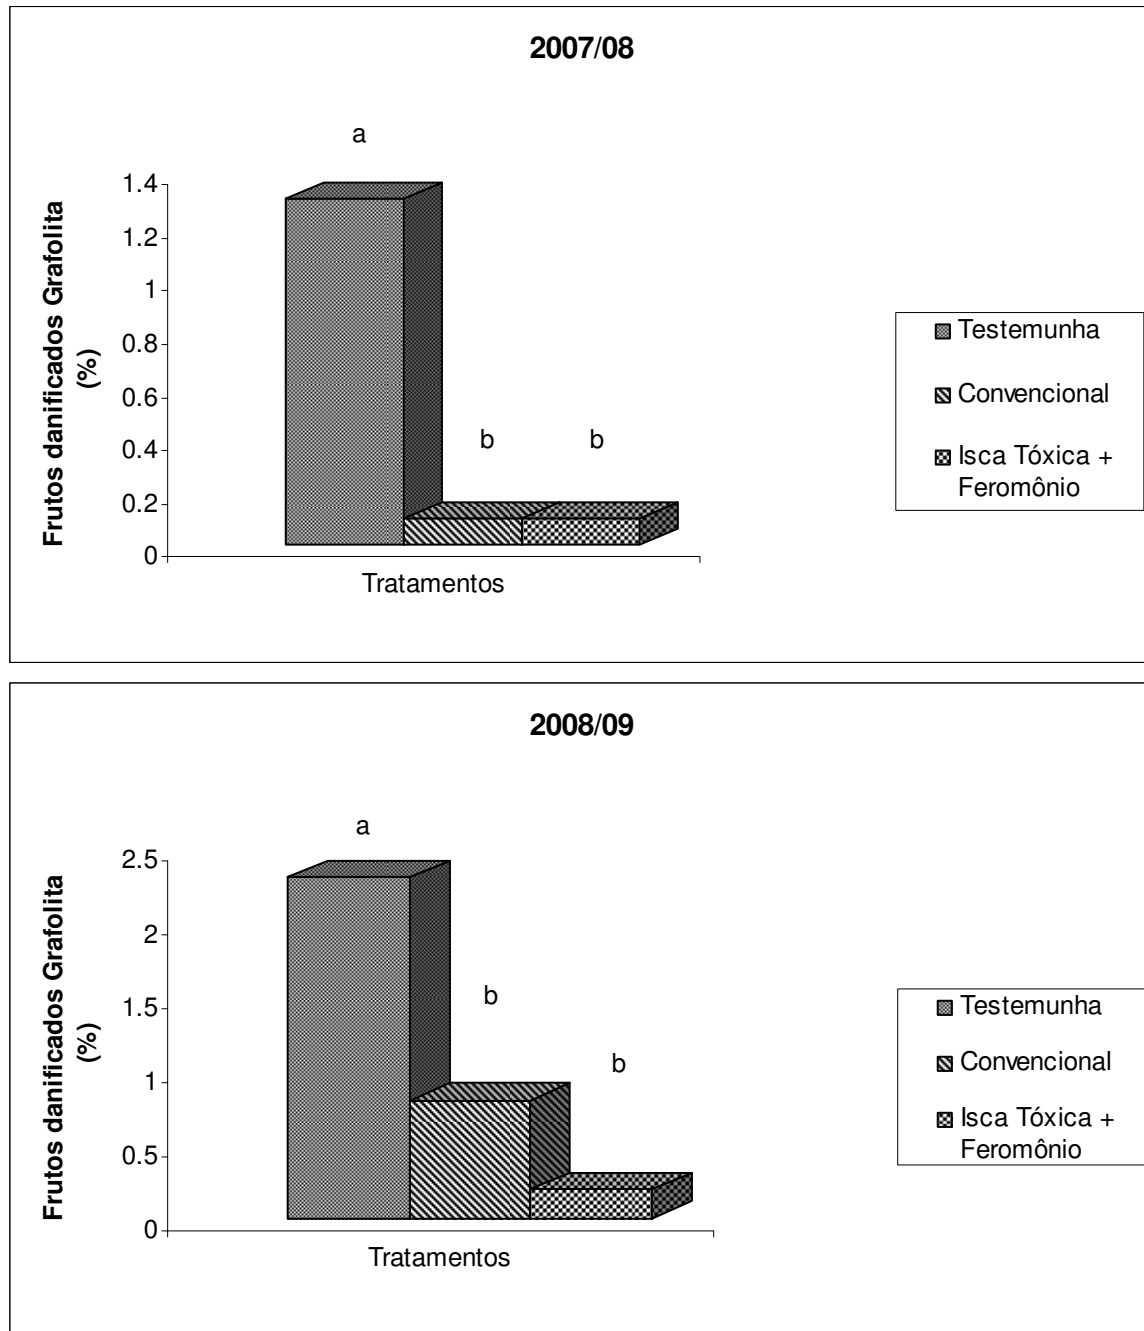 2007/08
a
1.4
1.2
1
0.8
0.6
0.4
0.2
0
Frutos danificados Grafolita
(%)
b b
Tratamentos
Testemunha
Convencional
Isca Tóxica +
Feromônio
2008/09
a
2.5
2
1.5
1
0.5
0
Frutos danificados Grafolita
(%)
b
b
Tratamentos
Testemunha
Convencional
Isca Tóxica +
Feromônio